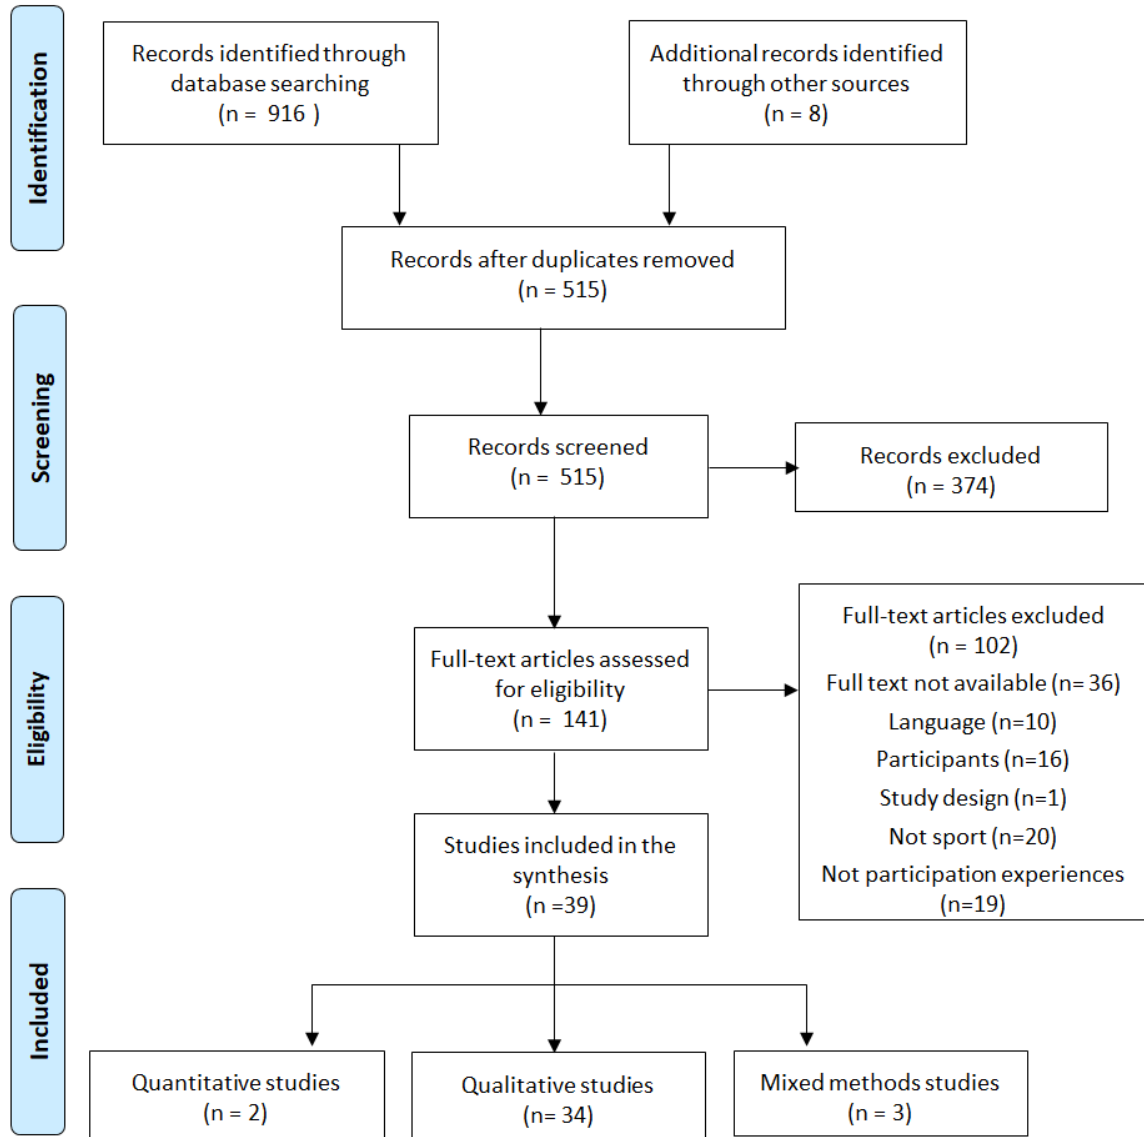 Identification
Records identified through
database searching
(n = 916 )
Additional records identified
through other sources
(n = 8)
Records after duplicates removed
(n = 515)
Screening
Records screened
(n = 515)
Records excluded
(n = 374)
Eligibility
Full-text articles assessed
for eligibility
(n = 141)
Full-text articles excluded
(n = 102)
Full text not available (n= 36)
Language (n=10)
Participants (n=16)
Study design (n=1)
Not sport (n=20)
Not participation experiences
(n=19)
Studies included in the
synthesis
(n =39)
Included
Quantitative studies
(n = 2)
Qualitative studies
(n= 34)
Mixed methods studies
(n = 3)